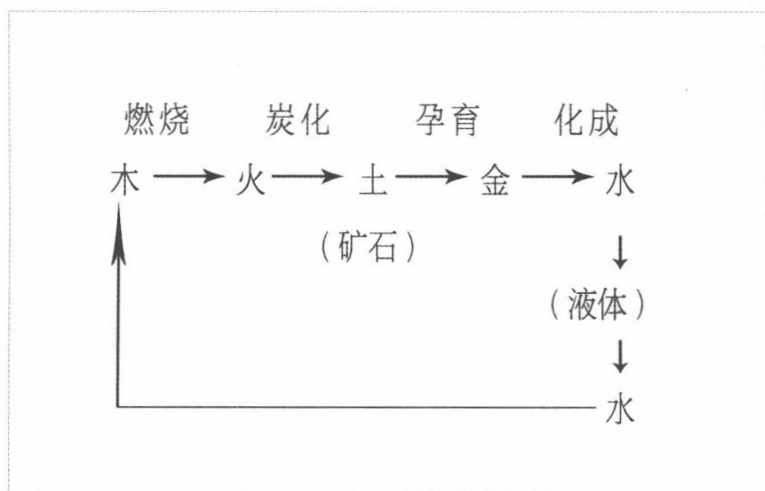 燃烧 炭化 孕育 化成
木 火 土 金 水
（矿石）
（液体）
水